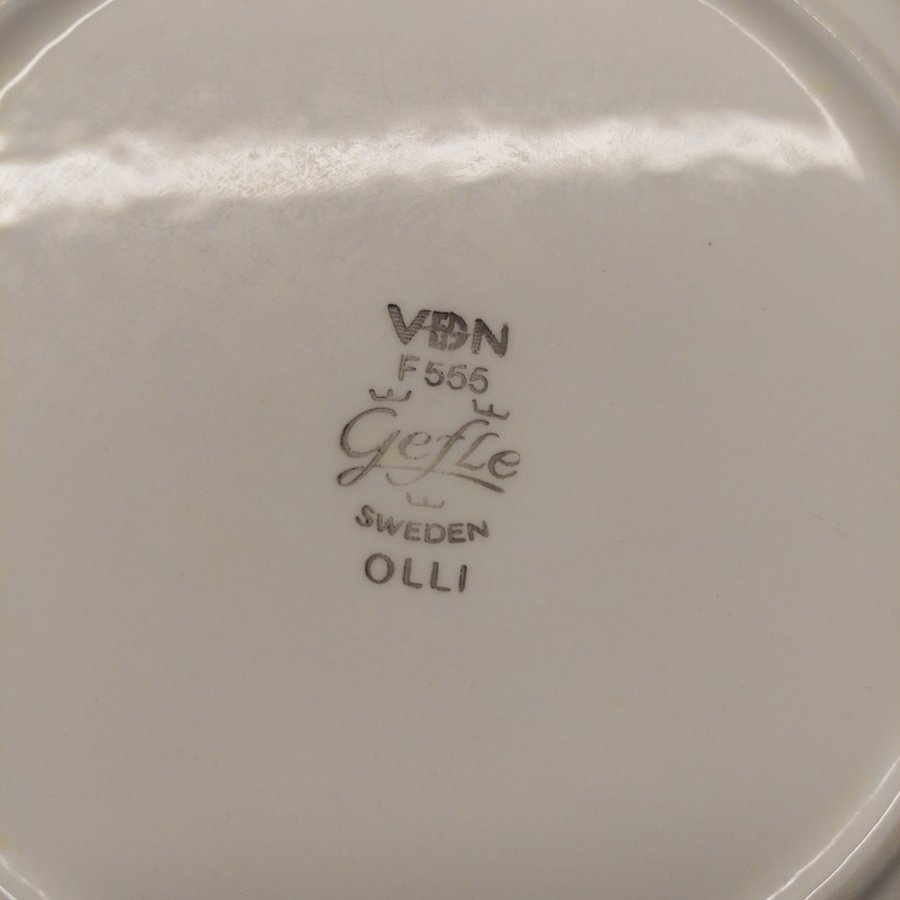 VDN
F 555
Gefle
SWEDEN
OLLI